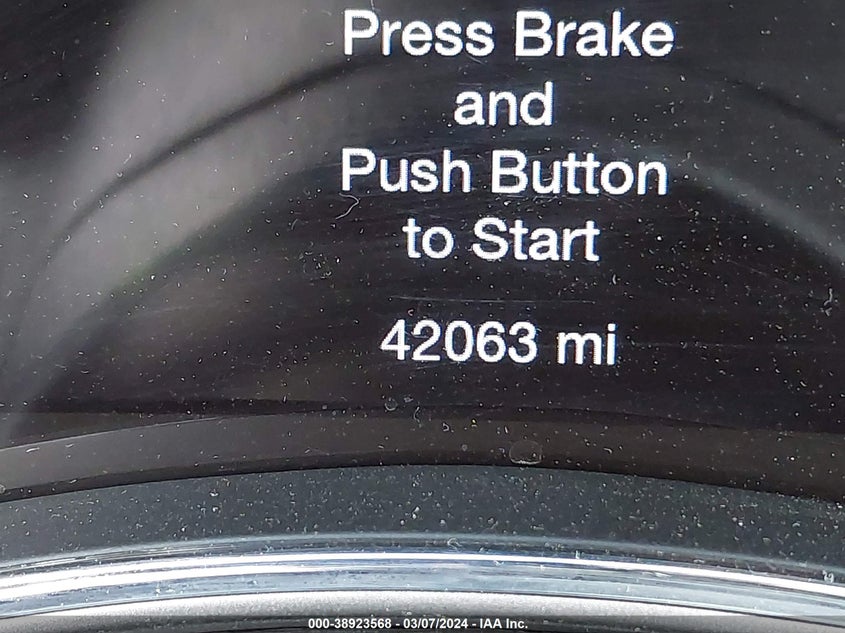 Press Brake
and
Push Button
to Start
42063 mi
000-38923568 - 03/07/2024 - IAA Inc.